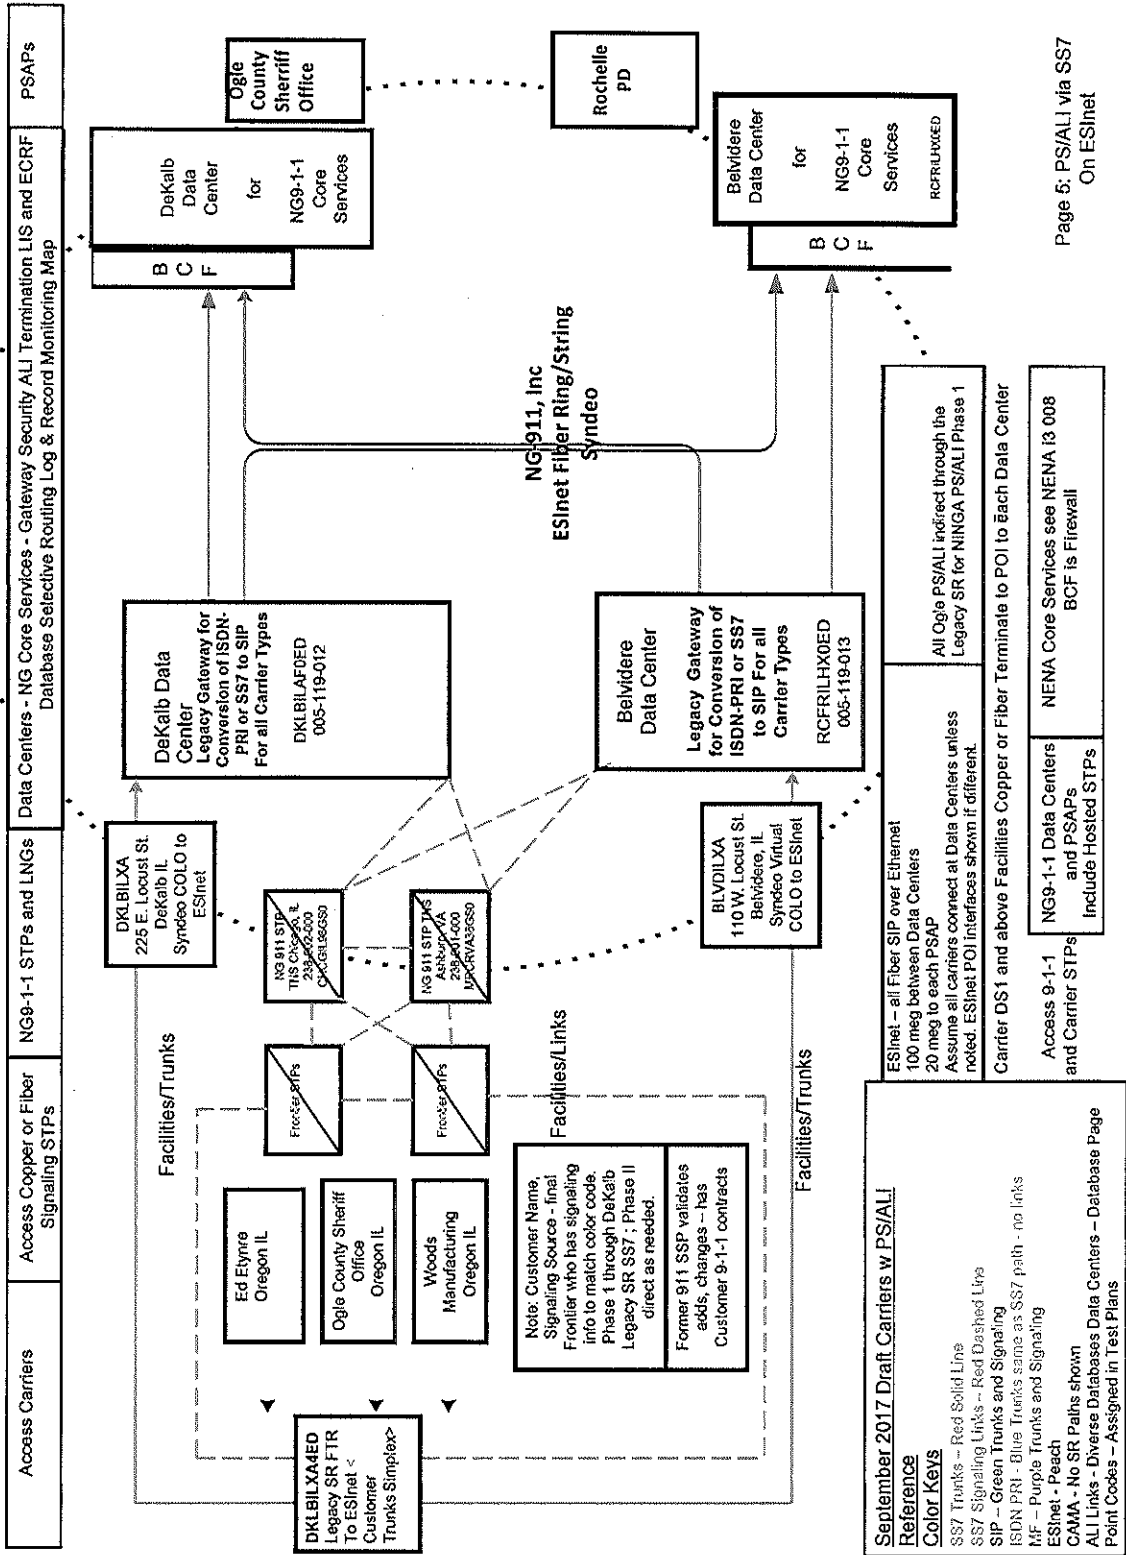 Access Carriers
Access Copper or Fiber
Signaling STPs
NG9-1-1 STPs and LNGs
Data Centers - NG Core Services - Gateway Security ALI Termination LIS and ECRF
Database Selective Routing Log & Record Monitoring Map
PSAPs
DKLBILXA
225 E. Locust St.
DeKalb IL
Syndeo COLO to
ESInet
DeKalb Data
Center
Legacy Gateway for
Conversion of ISDN-
PRI or SS7 to SIP
For all Carrier Types
DKLBILAF0ED
005-119-012
B
C
F
DeKalb
Data
Center
for
NG9-1-1
Core
Services
Ogle
County
Sherriff
Office
Facilities/Trunks
Ed Etynre
Oregon IL
Ogle County Sheriff
Office
Oregon IL
Woods
Manufacturing
Oregon IL
Frontier STPs
Frontier STPs
NG 911 STP
TNS Chicago, IL
NG 911 STP TNS
Ashburn, VA
DKLBILXA4ED
Legacy SR FTR
To ESInet <
Customer
Trunks Simplex>
Facilities/Links
Note: Customer Name,
Signaling Source - final
Frontier who has signaling
info to match color code.
Phase 1 through DeKalb
Legacy SR SS7 ; Phase II
direct as needed.
Former 911 SSP validates
adds, changes – has
Customer 9-1-1 contracts
NG-911, Inc
ESInet Fiber Ring/String
Syndeo
Rochelle
PD
Belvidere
Data Center
Legacy Gateway
for Conversion of
ISDN-PRI or SS7
to SIP For all
Carrier Types
RCFRILHX0ED
005-119-013
B
C
F
Belvidere
Data Center
for
NG9-1-1
Core
Services
RCFRILHX0ED
BLVDILXA
110 W. Locust St.
Belvidere, IL
Syndeo Virtual
COLO to ESInet
Facilities/Trunks
September 2017 Draft Carriers w PS/ALI
Reference
Color Keys
SS7 Trunks – Red Solid Line
SS7 Signaling Links – Red Dashed Line
SIP – Green Trunks and Signaling
ISDN PRI - Blue Trunks same as SS7 path - no links
MF – Purple Trunks and Signaling
ESInet - Peach
CAMA - No SR Paths shown
ALI Links - Diverse Databases Data Centers – Database Page
Point Codes – Assigned in Test Plans
ESInet – all Fiber SIP over Ethernet
100 meg between Data Centers
20 meg to each PSAP
Assume all carriers connect at Data Centers unless
noted. ESInet POI interfaces shown if different.
All Ogle PS/ALI indirect through the
Legacy SR for NINGA PS/ALI Phase 1
Carrier DS1 and above Facilities Copper or Fiber Terminate to POI to Each Data Center
Access 9-1-1
and Carrier STPs
NG9-1-1 Data Centers
and PSAPs
Include Hosted STPs
NENA Core Services see NENA i3 008
BCF is Firewall
Page 5: PS/ALI via SS7
On ESInet